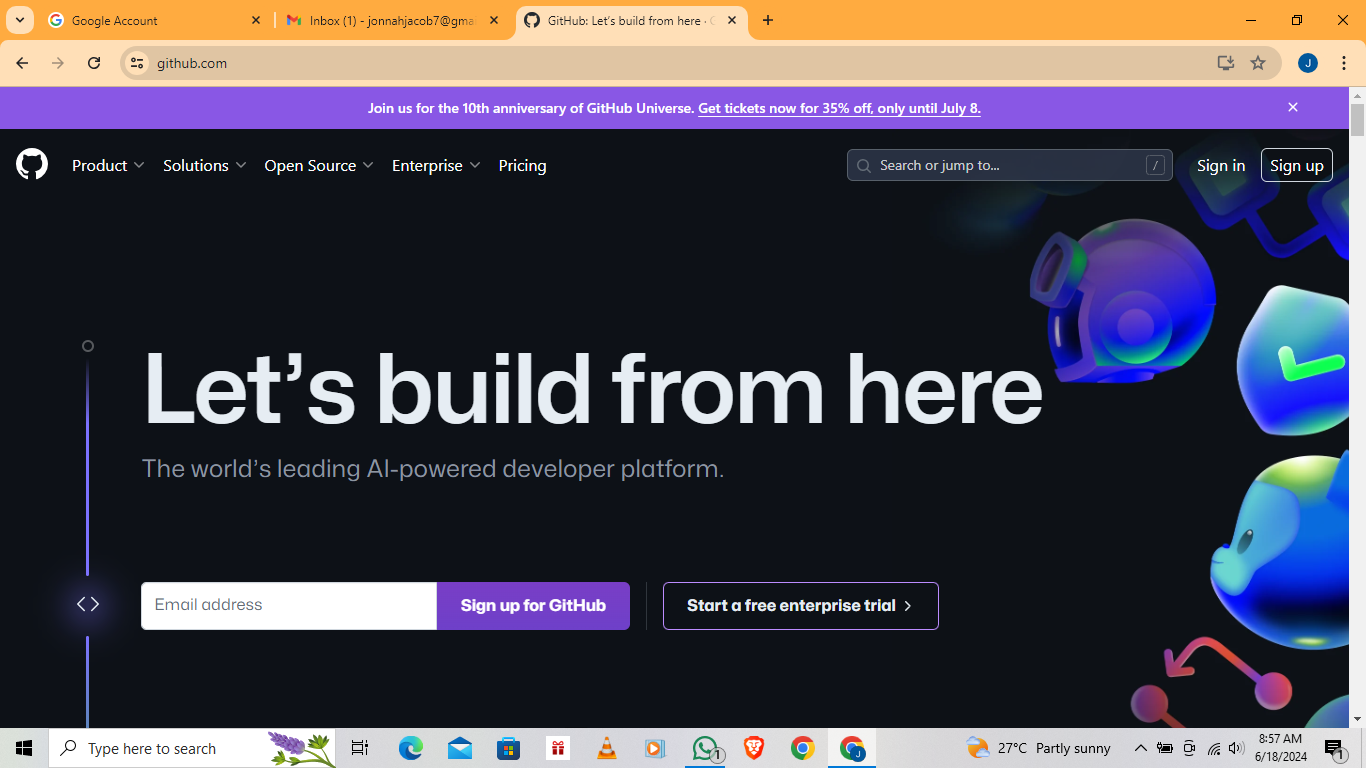 Google Account
Inbox (1) - jonnahjacob7@gma
GitHub: Let's build from here ·
github.com
J
Join us for the 10th anniversary of GitHub Universe. Get tickets now for 35% off, only until July 8.
Product
Solutions
Open Source
Enterprise
Pricing
Search or jump to...
/
Sign in
Sign up
Let's build from here
The world's leading AI-powered developer platform.
Email address
Sign up for GitHub
Start a free enterprise trial
Type here to search
1
J
27°C Partly sunny
8:57 AM
6/18/2024
1